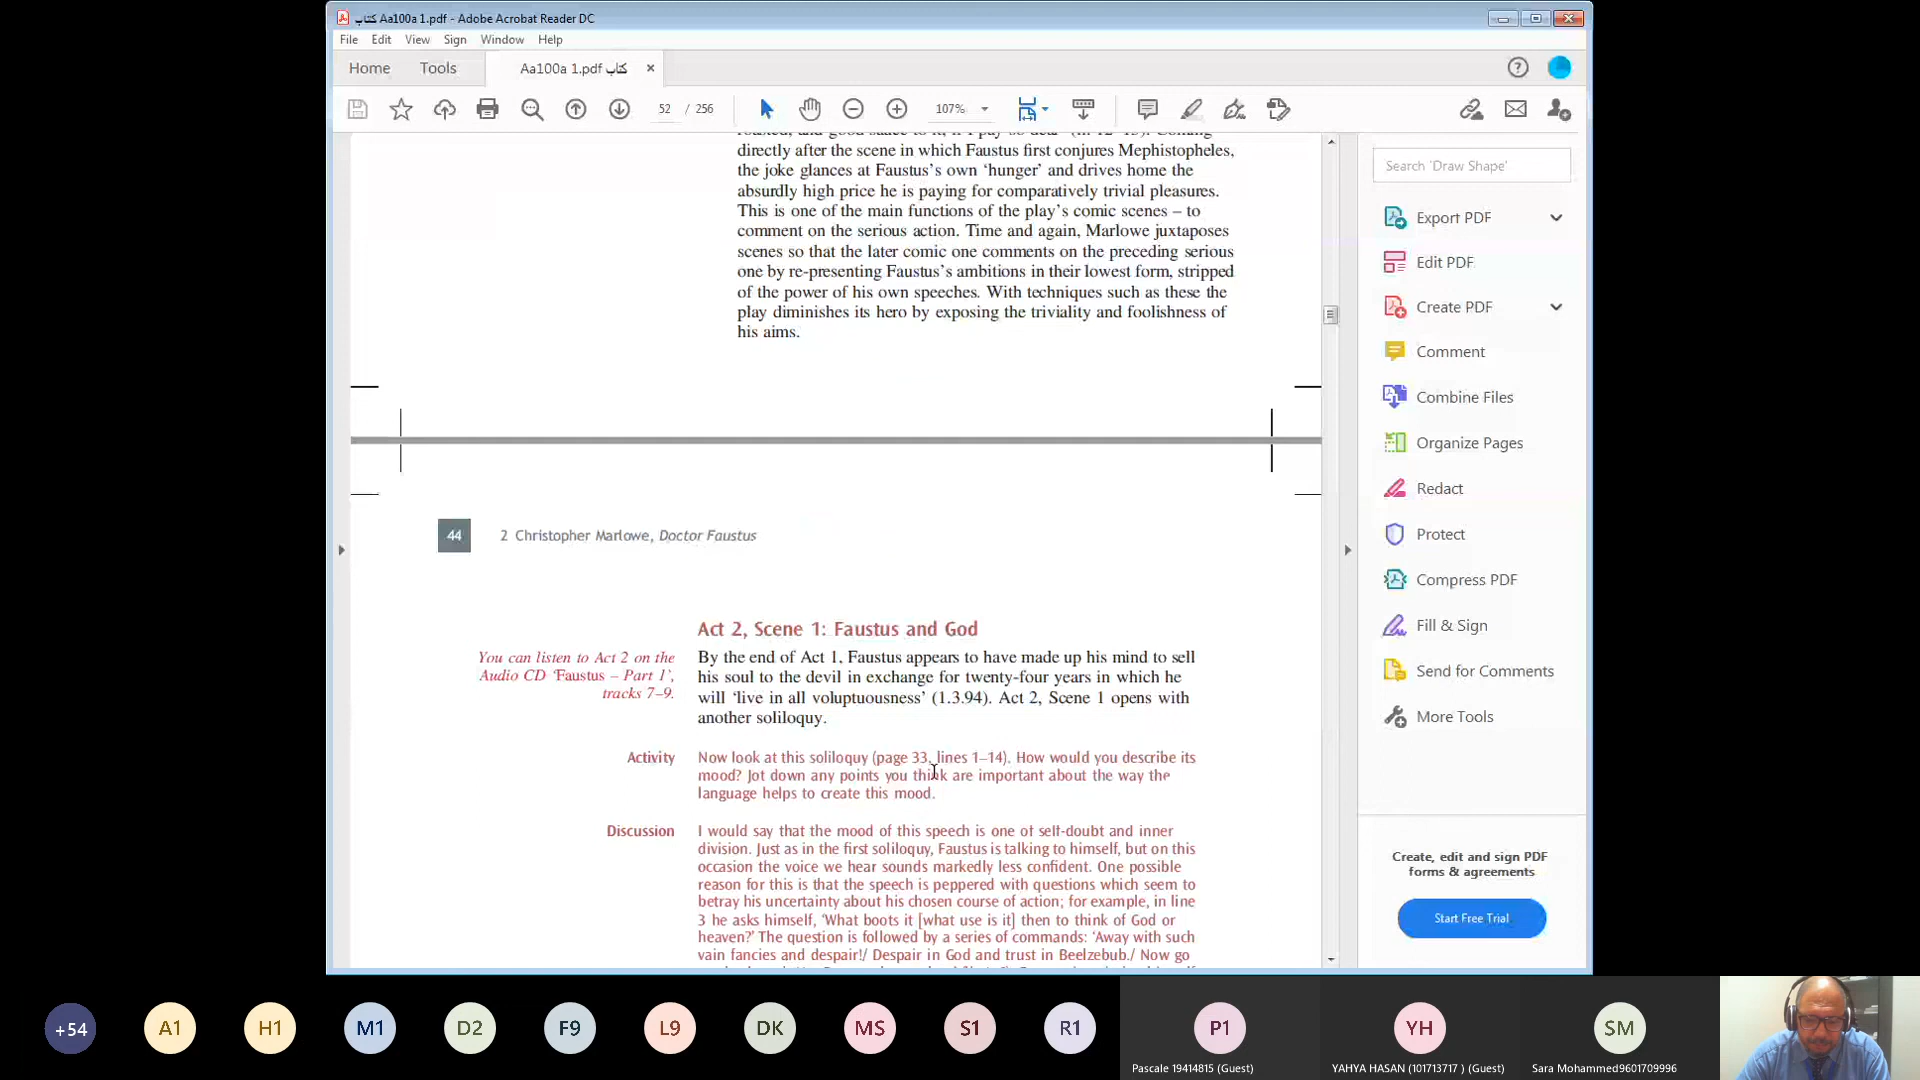 كتاب Aa100a 1.pdf - Adobe Acrobat Reader DC
File Edit View Sign Window Help
Home Tools Aa100a 1.pdf كتاب
52 / 256 107%
directly after the scene in which Faustus first conjures Mephistopheles,
the joke glances at Faustus's own 'hunger' and drives home the
absurdly high price he is paying for comparatively trivial pleasures.
This is one of the main functions of the play's comic scenes – to
comment on the serious action. Time and again, Marlowe juxtaposes
scenes so that the later comic one comments on the preceding serious
one by re-presenting Faustus's ambitions in their lowest form, stripped
of the power of his own speeches. With techniques such as these the
play diminishes its hero by exposing the triviality and foolishness of
his aims.
44 2 Christopher Marlowe, Doctor Faustus
Act 2, Scene 1: Faustus and God
You can listen to Act 2 on the
Audio CD 'Faustus – Part 1',
tracks 7–9.
By the end of Act 1, Faustus appears to have made up his mind to sell
his soul to the devil in exchange for twenty-four years in which he
will 'live in all voluptuousness' (1.3.94). Act 2, Scene 1 opens with
another soliloquy.
Activity
Now look at this soliloquy (page 33, lines 1–14). How would you describe its
mood? Jot down any points you think are important about the way the
language helps to create this mood.
Discussion
I would say that the mood of this speech is one of self-doubt and inner
division. Just as in the first soliloquy, Faustus is talking to himself, but on this
occasion the voice we hear sounds markedly less confident. One possible
reason for this is that the speech is peppered with questions which seem to
betray his uncertainty about his chosen course of action; for example, in line
3 he asks himself, 'What boots it [what use is it] then to think of God or
heaven?' The question is followed by a series of commands: 'Away with such
vain fancies and despair!/ Despair in God and trust in Beelzebub./ Now go
Search 'Draw Shape'
Export PDF
Edit PDF
Create PDF
Comment
Combine Files
Organize Pages
Redact
Protect
Compress PDF
Fill & Sign
Send for Comments
More Tools
Create, edit and sign PDF
forms & agreements
Start Free Trial
+54 A1 H1 M1 D2 F9 L9 DK MS S1 R1 P1 YH SM
Pascale 19414815 (Guest) YAHYA HASAN (101713717 ) (Guest) Sara Mohammed9601709996